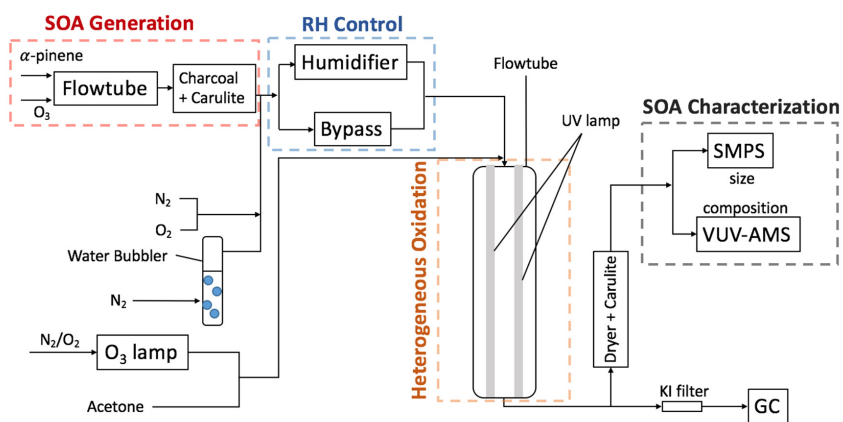 SOA Generation
RH Control
α-pinene
O₃
Flowtube
Charcoal
+ Carulite
Humidifier
Bypass
Flowtube
UV lamp
SOA Characterization
SMPS
size
composition
VUV-AMS
N₂
O₂
Water Bubbler
N₂
N₂/O₂
O₃ lamp
Acetone
Heterogeneous Oxidation
Dryer + Carulite
KI filter
GC